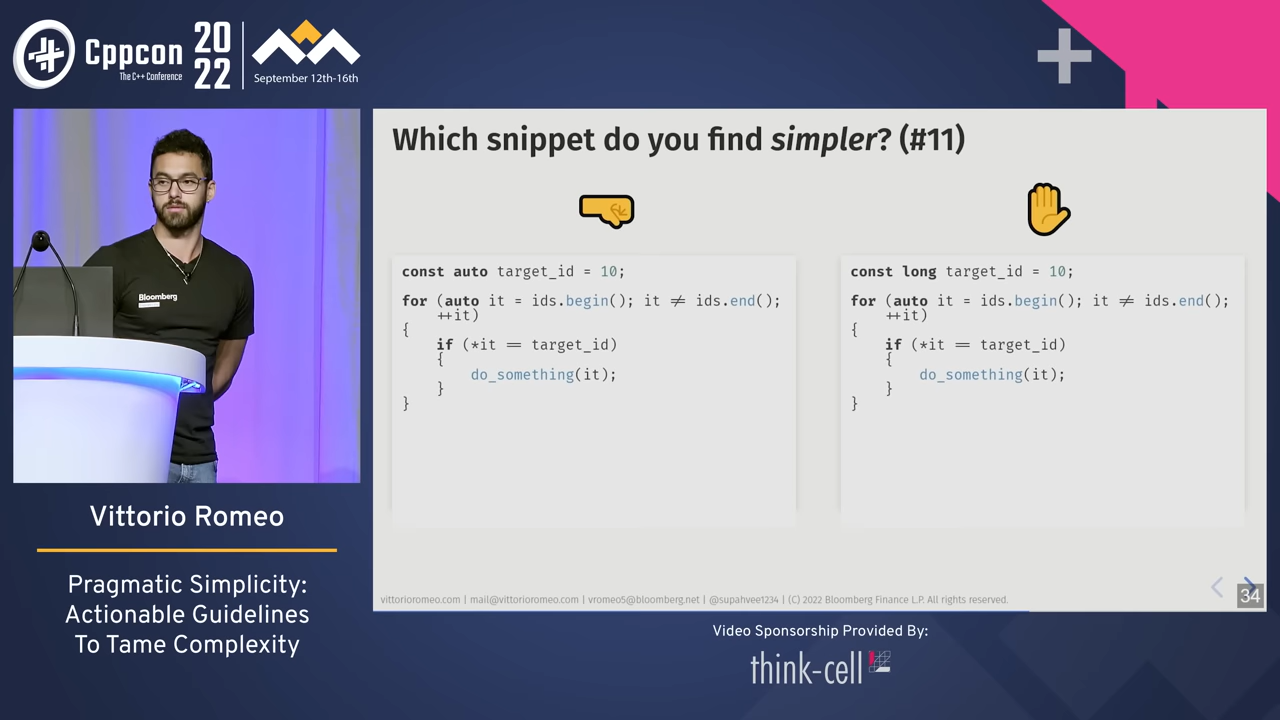 Cppcon
The C++ Conference
20
22
September 12th-16th
Which snippet do you find simpler? (#11)
const auto target_id = 10;
for (auto it = ids.begin(); it ≠ ids.end();
++it)
{
if (*it == target_id)
{
do_something(it);
}
}
const long target_id = 10;
for (auto it = ids.begin(); it ≠ ids.end();
++it)
{
if (*it == target_id)
{
do_something(it);
}
}
vittorioromeo.com | mail@vittorioromeo.com | vromeo5@bloomberg.net | @supahvee1234 | (C) 2022 Bloomberg Finance L.P. All rights reserved.
34
Bloomberg
Vittorio Romeo
Pragmatic Simplicity:
Actionable Guidelines
To Tame Complexity
Video Sponsorship Provided By:
think-cell